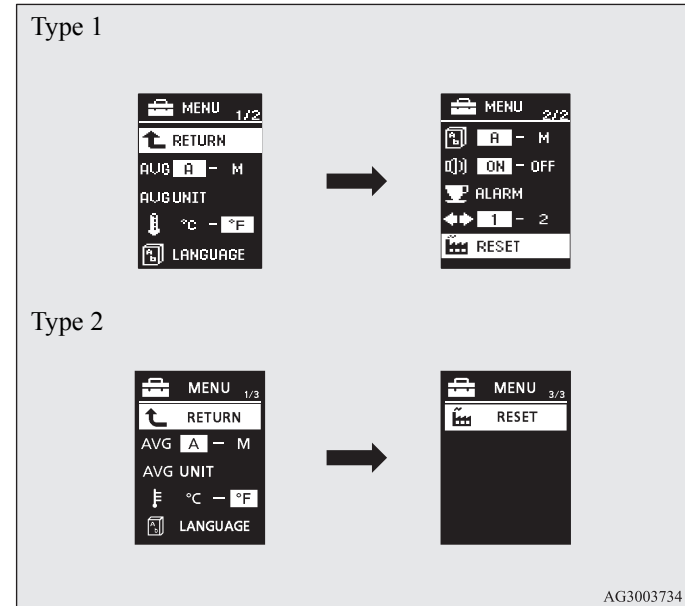 Type 1
MENU 1/2
RETURN
AVG A - M
AVG UNIT
°C - °F
LANGUAGE
MENU 2/2
A - M
ON - OFF
ALARM
1 - 2
RESET
Type 2
MENU 1/3
RETURN
AVG A - M
AVG UNIT
°C - °F
LANGUAGE
MENU 3/3
RESET
AG3003734